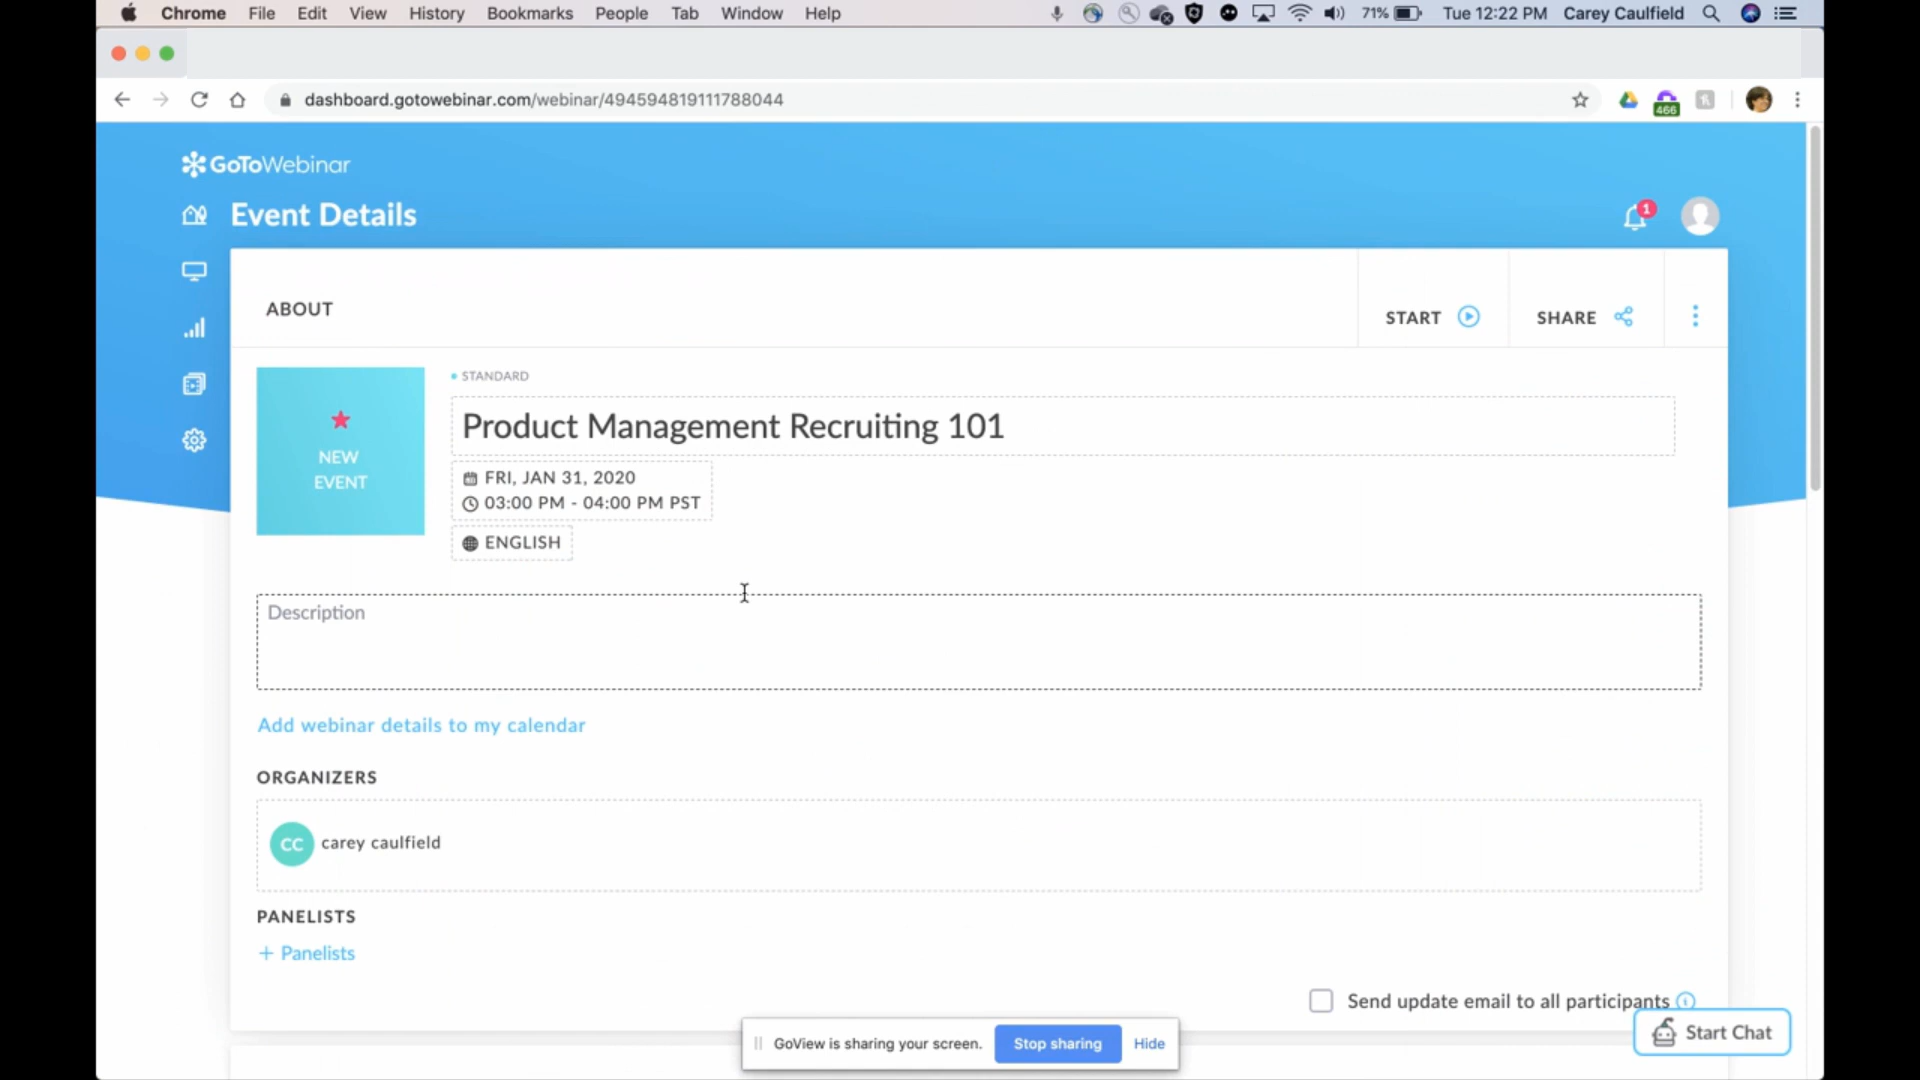 Chrome File Edit View History Bookmarks People Tab Window Help 71% Tue 12:22 PM Carey Caulfield
dashboard.gotowebinar.com/webinar/494594819111788044
466
GoToWebinar
Event Details
1
ABOUT
START
SHARE
NEW
EVENT
STANDARD
Product Management Recruiting 101
FRI, JAN 31, 2020
03:00 PM - 04:00 PM PST
ENGLISH
Description
Add webinar details to my calendar
ORGANIZERS
CC carey caulfield
PANELISTS
+ Panelists
Send update email to all participants
GoView is sharing your screen. Stop sharing Hide
Start Chat